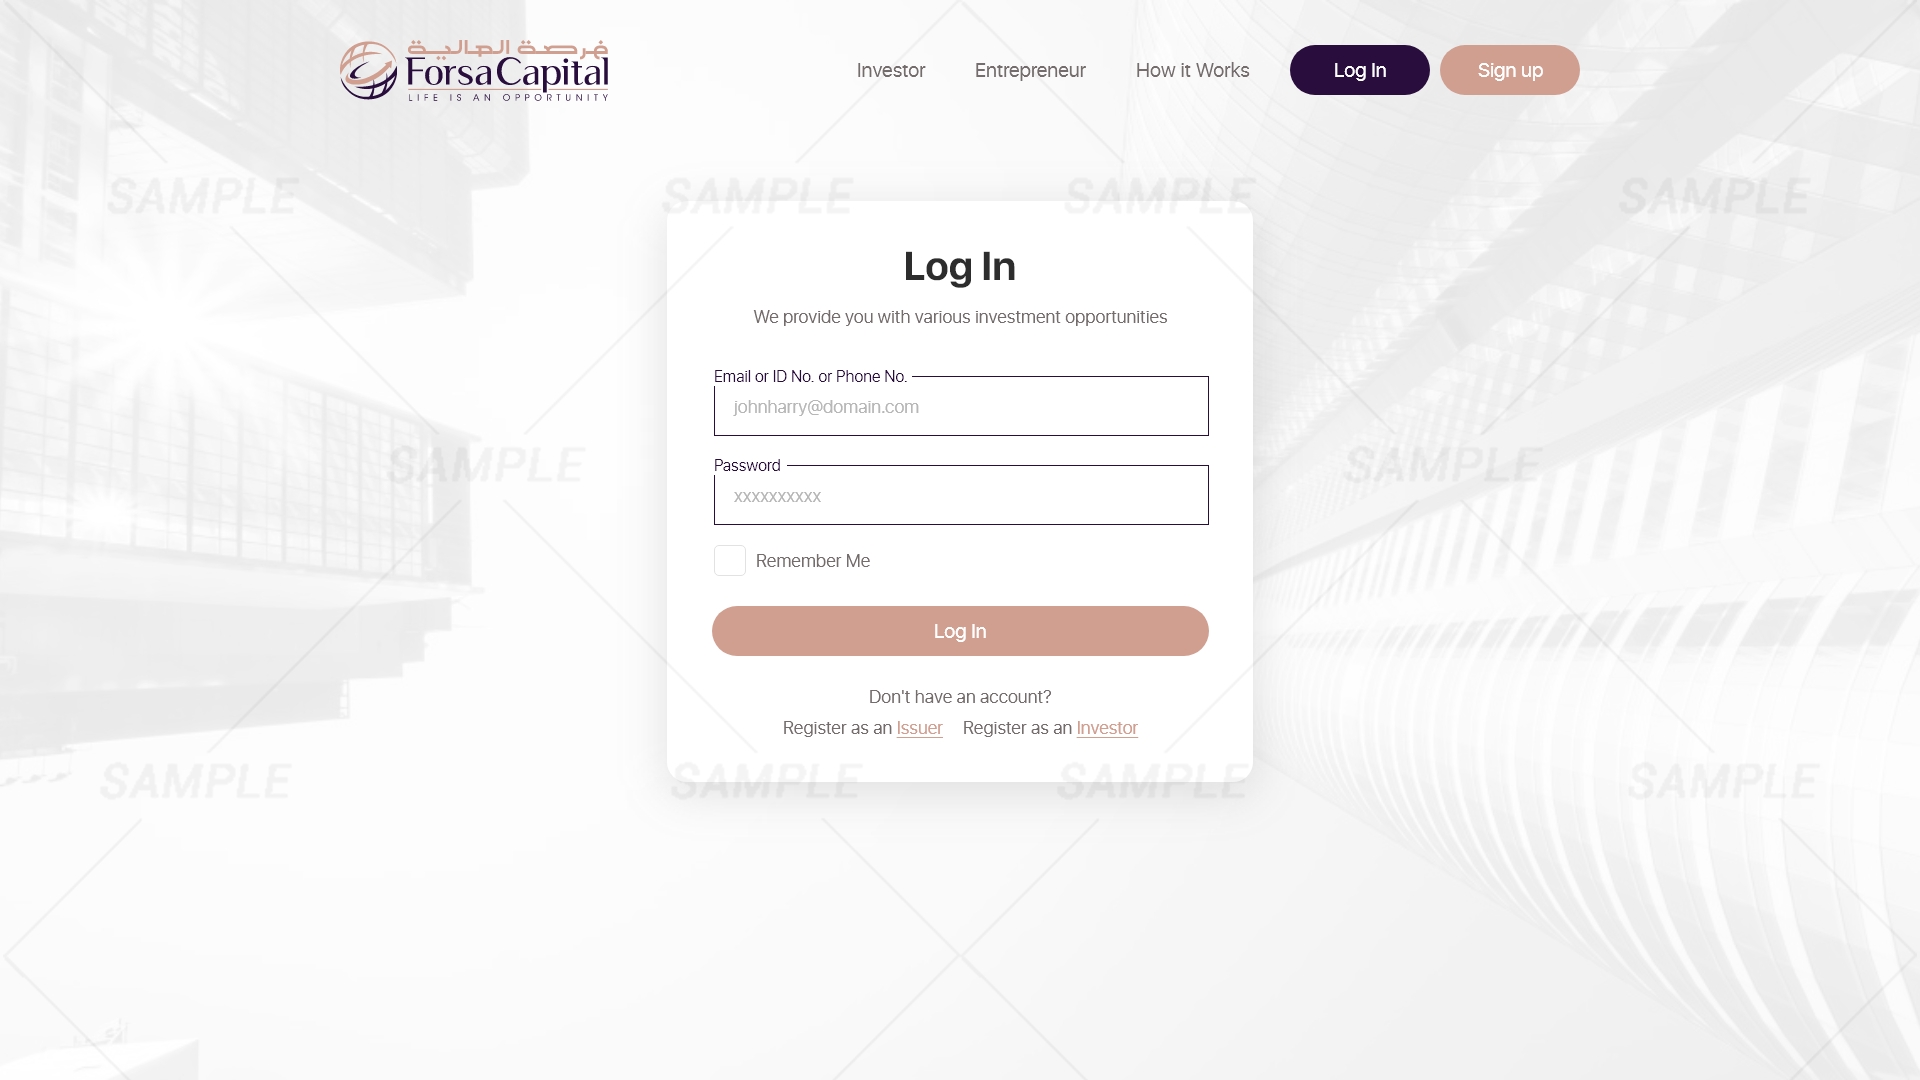 فرصة المالية
Forsa Capital
LIFE IS AN OPPORTUNITY
Investor
Entrepreneur
How it Works
Log In
Sign up
SAMPLE SAMPLE SAMPLE SAMPLE
Log In
We provide you with various investment opportunities
Email or ID No. or Phone No.
johnharry@domain.com
SAMPLE SAMPLE
Password
xxxxxxxxxx
Remember Me
Log In
Don't have an account?
Register as an Issuer Register as an Investor
SAMPLE SAMPLE SAMPLE SAMPLE